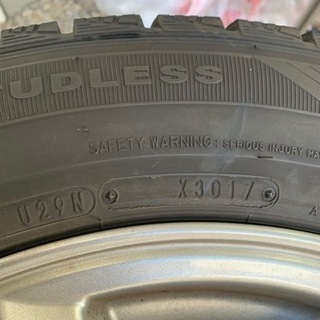 UDLESS
SAFETY WARNING: SERIOUS INJURY MA
U29N X3017